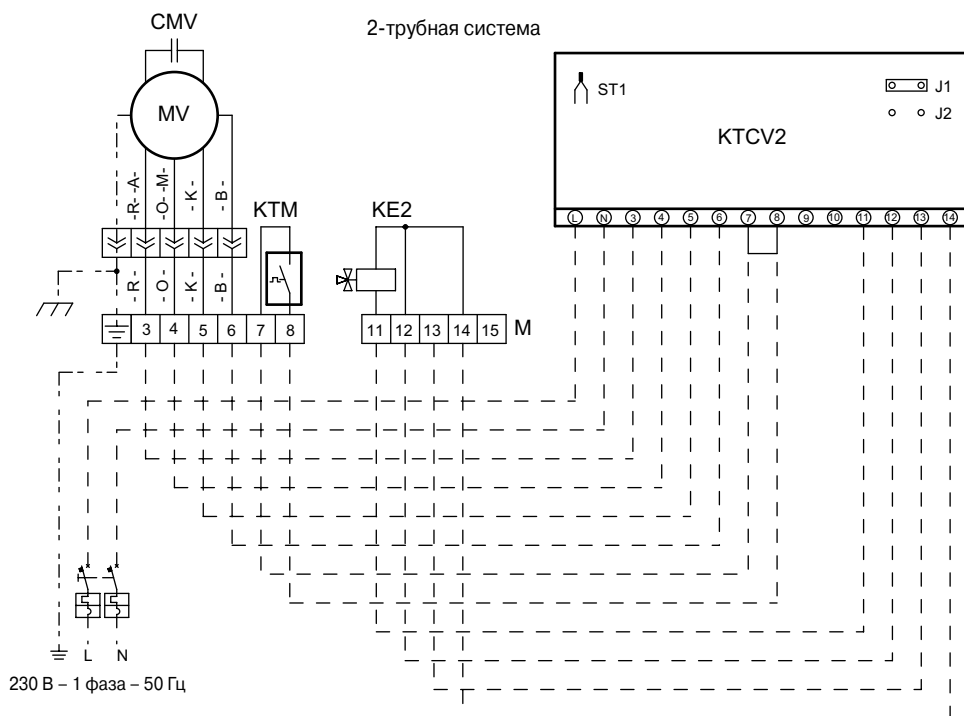 CMV
2-трубная система
MV
ST1
J1
J2
KTCV2
-R--A-
-O--M-
-K-
-B-
KTM
KE2
L N 3 4 5 6 7 8 9 10 11 12 13 14
-R-
-O-
-K-
-B-
3 4 5 6 7 8
11 12 13 14 15 M
L N
230 В – 1 фаза – 50 Гц